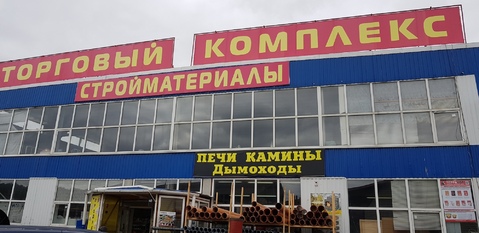 ТОРГОВЫЙ КОМПЛЕКС
СТРОЙМАТЕРИАЛЫ
ПЕЧИ КАМИНЫ
Дымоходы